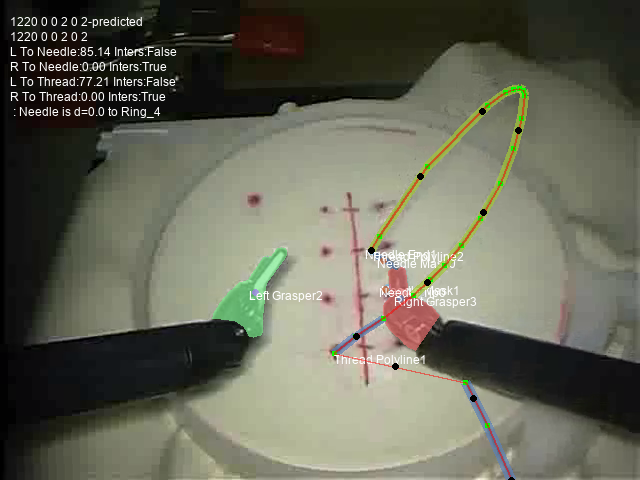 1220 0 0 2 0 2-predicted
1220 0 0 2 0 2
L To Needle:85.14 Inters:False
R To Needle:0.00 Inters:True
L To Thread:77.21 Inters:False
R To Thread:0.00 Inters:True
: Needle is d=0.0 to Ring_4
Thread Polyline2
Left Grasper2
Right Grasper3
Thread Polyline1